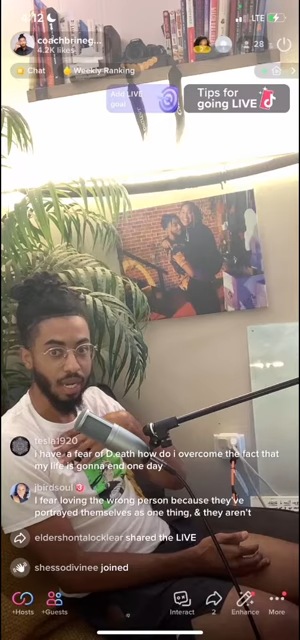 4:12
LTE
coachbrineg...
4.2K likes
28
Chat
Weekly Ranking
Add LIVE
goal
Tips for
going LIVE
tesla1920
I have a fear of D.eath how do i overcome the fact that
my life is gonna end one day
jbirdsoul
I fear loving the wrong person because they've
portrayed themselves as one thing, & they aren't
eldershontalocklear shared the LIVE
shessodivinee joined
+Hosts
+Guests
Interact
2
Enhance
More